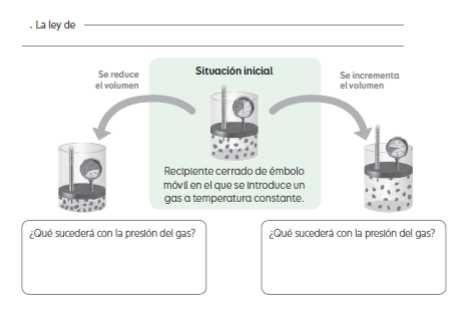 . La ley de
Situación inicial
Se reduce
el volumen
Se incrementa
el volumen
Recipiente cerrado de émbolo
móvil en el que se introduce un
gas a temperatura constante.
¿Qué sucederá con la presión del gas?
¿Qué sucederá con la presión del gas?